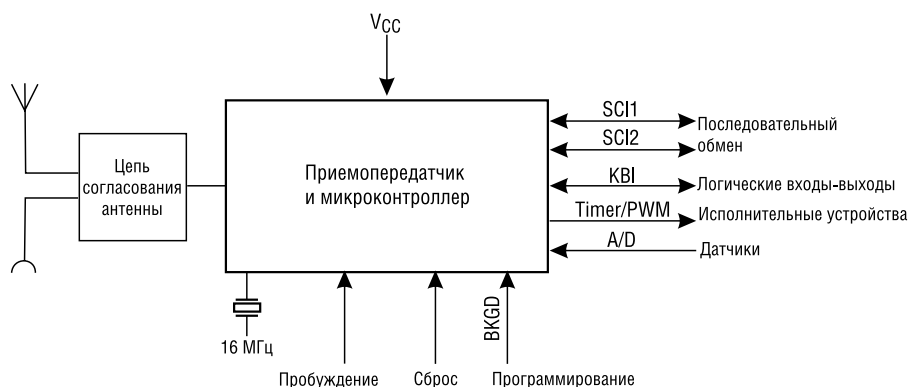 VCC
Цепь
согласования
антенны
Приемопередатчик
и микроконтроллер
SCI1
SCI2
Последовательный
обмен
KBI
Логические входы-выходы
Timer/PWM
Исполнительные устройства
A/D
Датчики
16 МГц
BKGD
Пробуждение
Сброс
Программирование